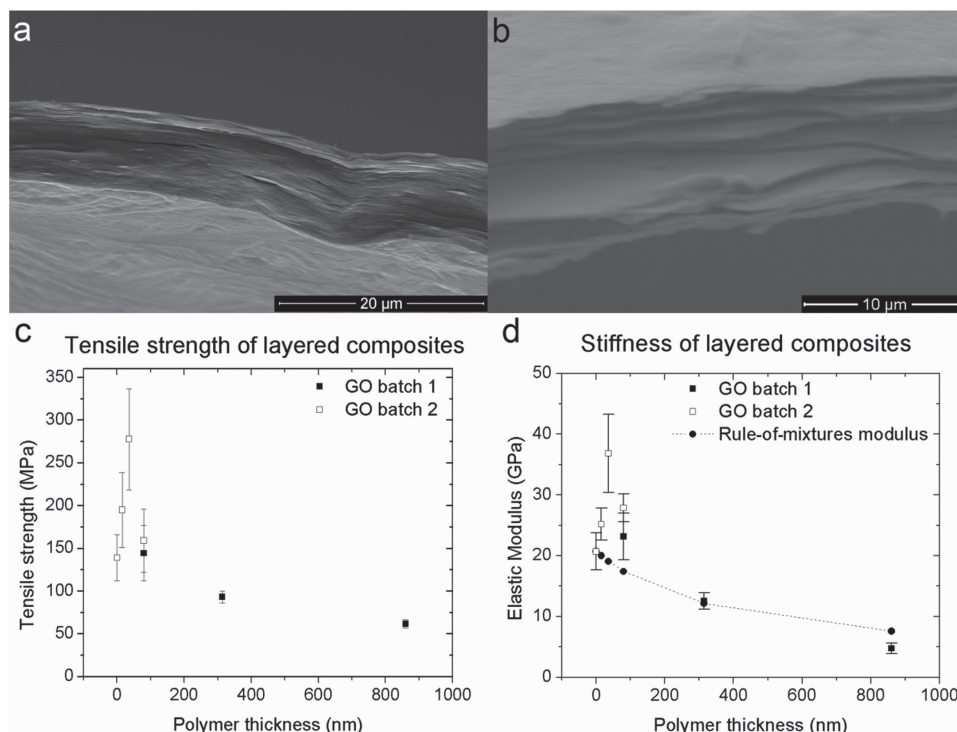 a
b
20 µm
10 µm
c
Tensile strength of layered composites
350
300
250
200
150
100
50
0
Tensile strength (MPa)
GO batch 1
GO batch 2
0 200 400 600 800 1000
Polymer thickness (nm)
d
Stiffness of layered composites
50
40
30
20
10
0
Elastic Modulus (GPa)
GO batch 1
GO batch 2
Rule-of-mixtures modulus
0 200 400 600 800 1000
Polymer thickness (nm)